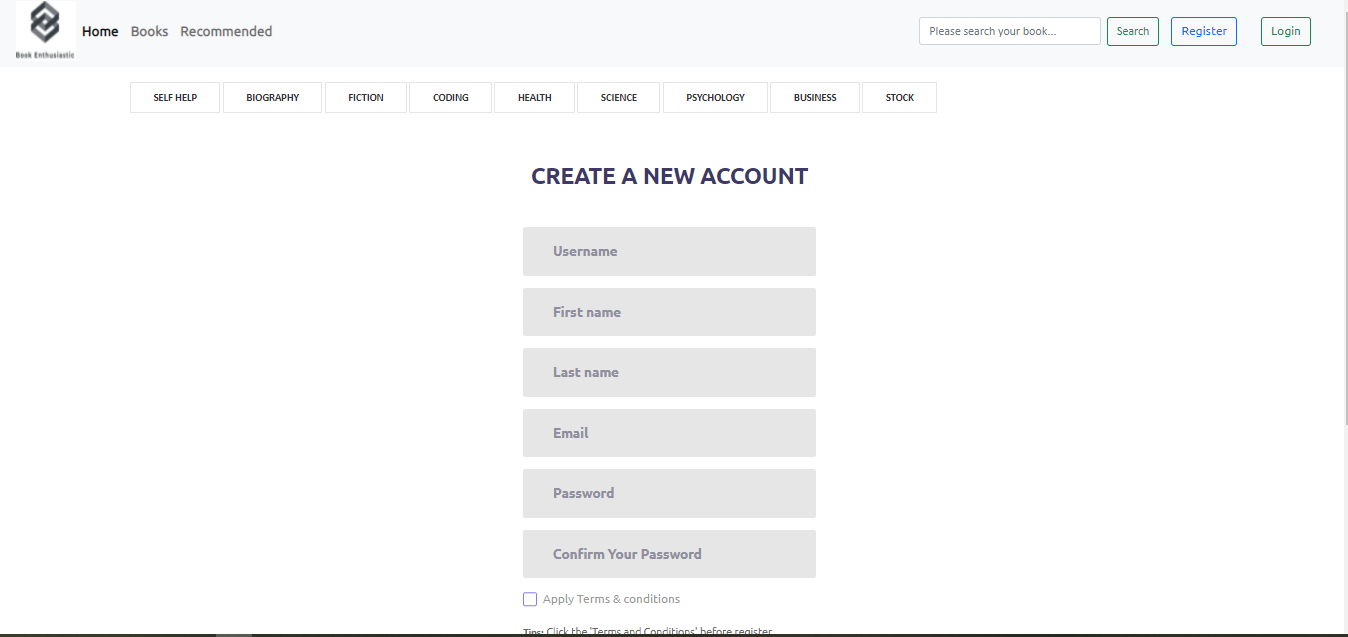 Book Enthusiastic
Home Books Recommended
Please search your book...
Search
Register
Login
SELF HELP
BIOGRAPHY
FICTION
CODING
HEALTH
SCIENCE
PSYCHOLOGY
BUSINESS
STOCK
CREATE A NEW ACCOUNT
Username
First name
Last name
Email
Password
Confirm Your Password
Apply Terms & conditions
Tips: Click the 'Terms and Conditions' before register